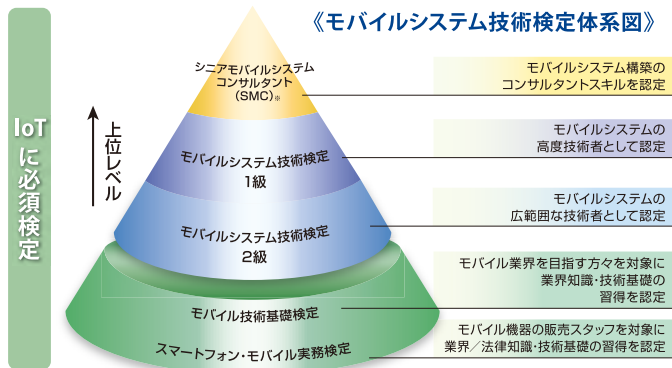 《モバイルシステム技術検定体系図》
IoTに必須検定
上位レベル
シニアモバイルシステム
コンサルタント
(SMC)※
モバイルシステム構築の
コンサルタントスキルを認定
モバイルシステム技術検定
1級
モバイルシステムの
高度技術者として認定
モバイルシステム技術検定
2級
モバイルシステムの
広範囲な技術者として認定
モバイル技術基礎検定
モバイル業界を目指す方々を対象に
業界知識・技術基礎の
習得を認定
スマートフォン・モバイル実務検定
モバイル機器の販売スタッフを対象に
業界/法律知識・技術基礎の習得を認定